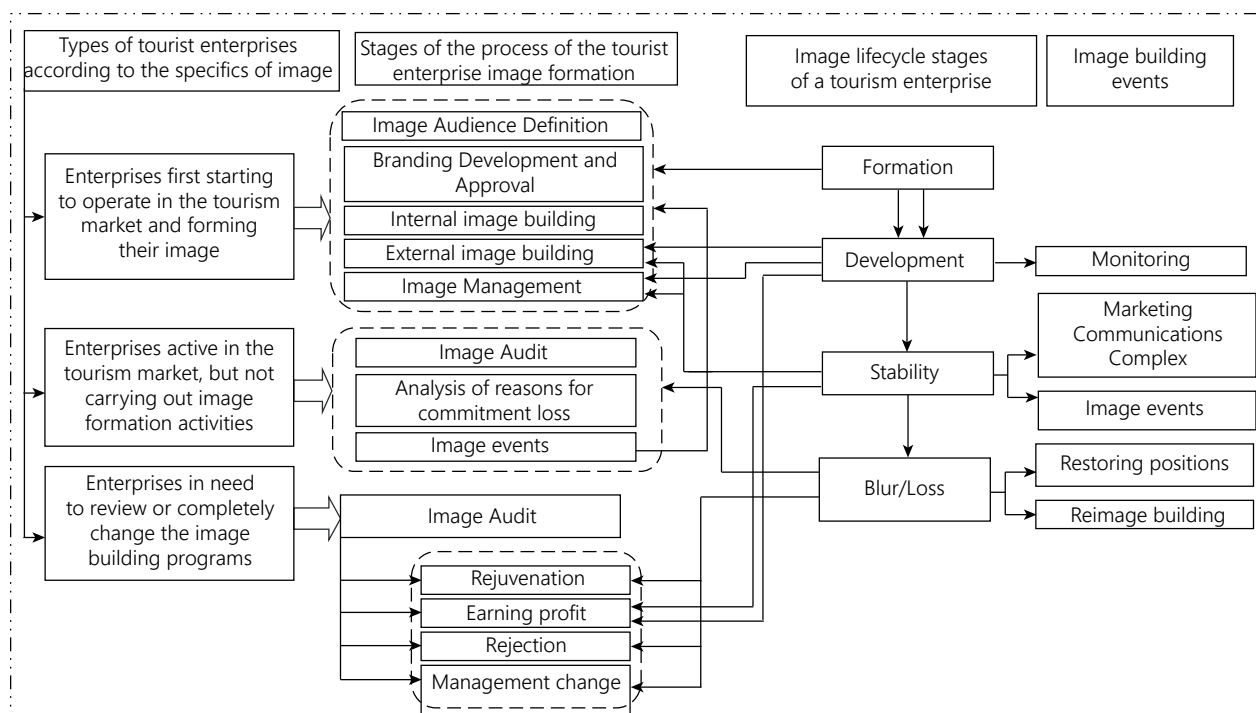 Types of tourist enterprises
according to the specifics of image
Stages of the process of the tourist
enterprise image formation
Image lifecycle stages
of a tourism enterprise
Image building
events
Enterprises first starting
to operate in the tourism
market and forming
their image
Image Audience Definition
Branding Development and
Approval
Internal image building
External image building
Image Management
Formation
Development
Monitoring
Enterprises active in the
tourism market, but not
carrying out image
formation activities
Image Audit
Analysis of reasons for
commitment loss
Image events
Stability
Marketing
Communications
Complex
Image events
Enterprises in need
to review or completely
change the image
building programs
Image Audit
Blur/Loss
Restoring positions
Reimage building
Rejuvenation
Earning profit
Rejection
Management change